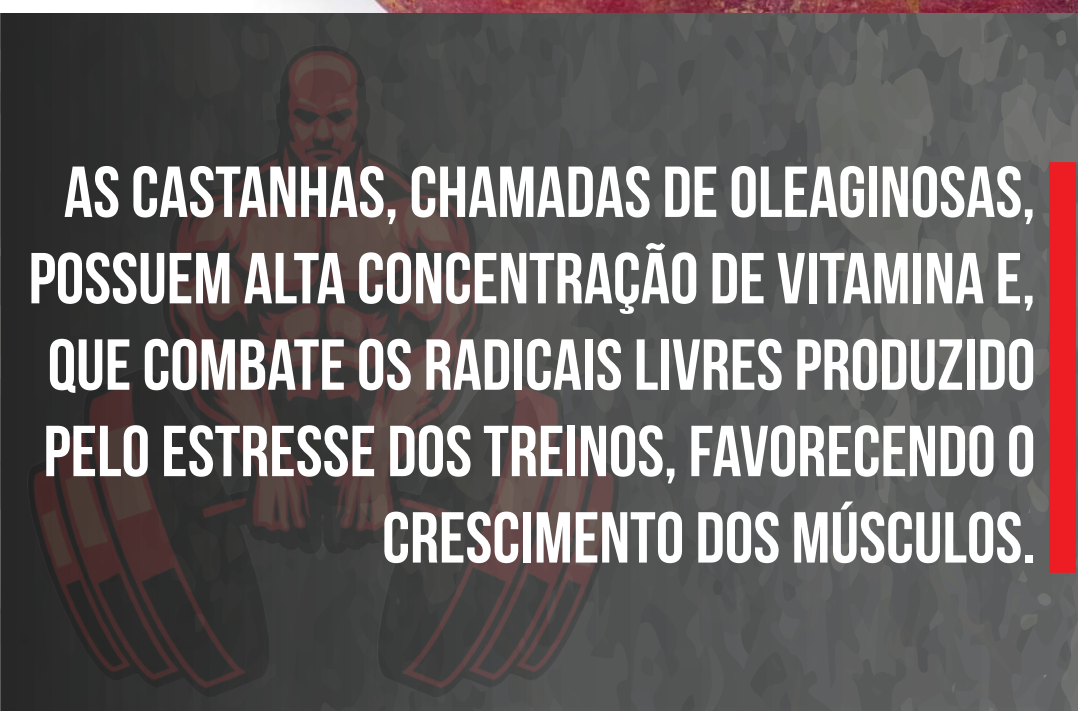 AS CASTANHAS, CHAMADAS DE OLEAGINOSAS,
POSSUEM ALTA CONCENTRAÇÃO DE VITAMINA E,
QUE COMBATE OS RADICAIS LIVRES PRODUZIDO
PELO ESTRESSE DOS TREINOS, FAVORECENDO O
CRESCIMENTO DOS MÚSCULOS.